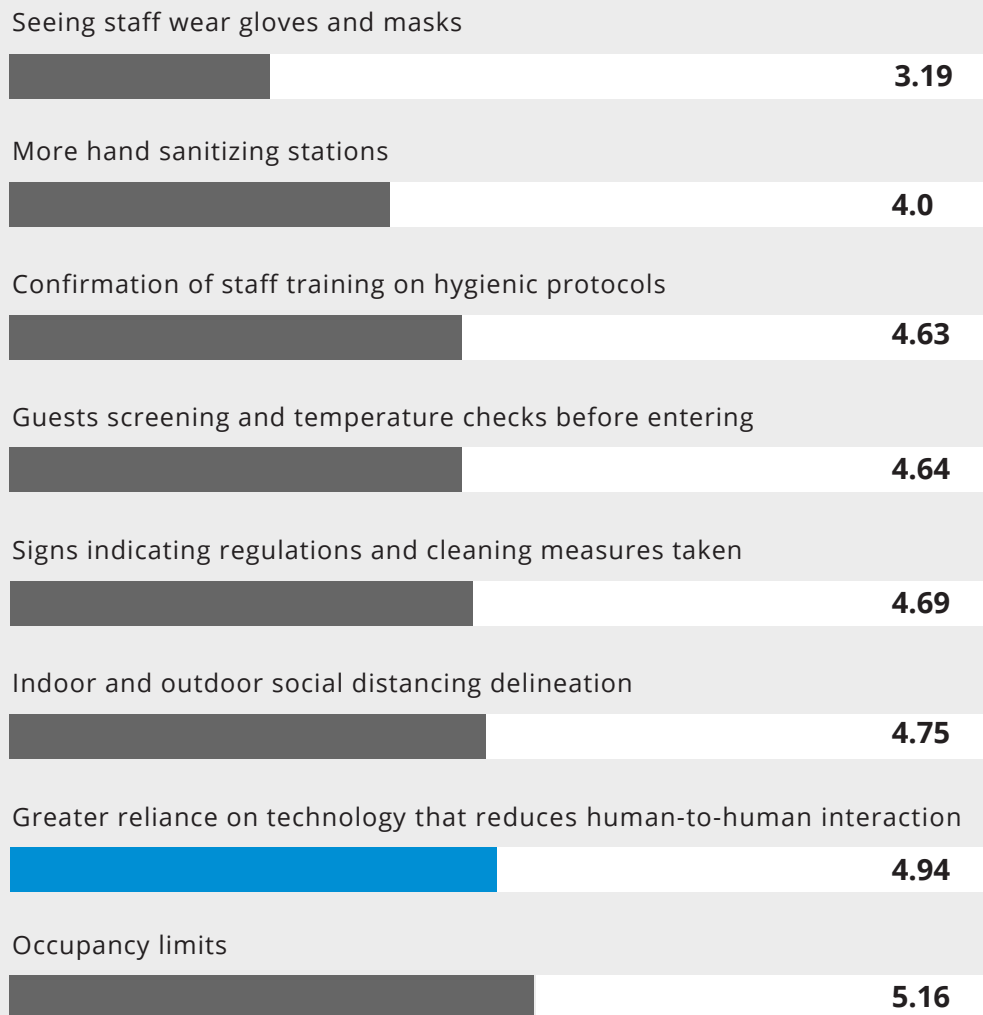 Seeing staff wear gloves and masks
3.19
More hand sanitizing stations
4.0
Confirmation of staff training on hygienic protocols
4.63
Guests screening and temperature checks before entering
4.64
Signs indicating regulations and cleaning measures taken
4.69
Indoor and outdoor social distancing delineation
4.75
Greater reliance on technology that reduces human-to-human interaction
4.94
Occupancy limits
5.16